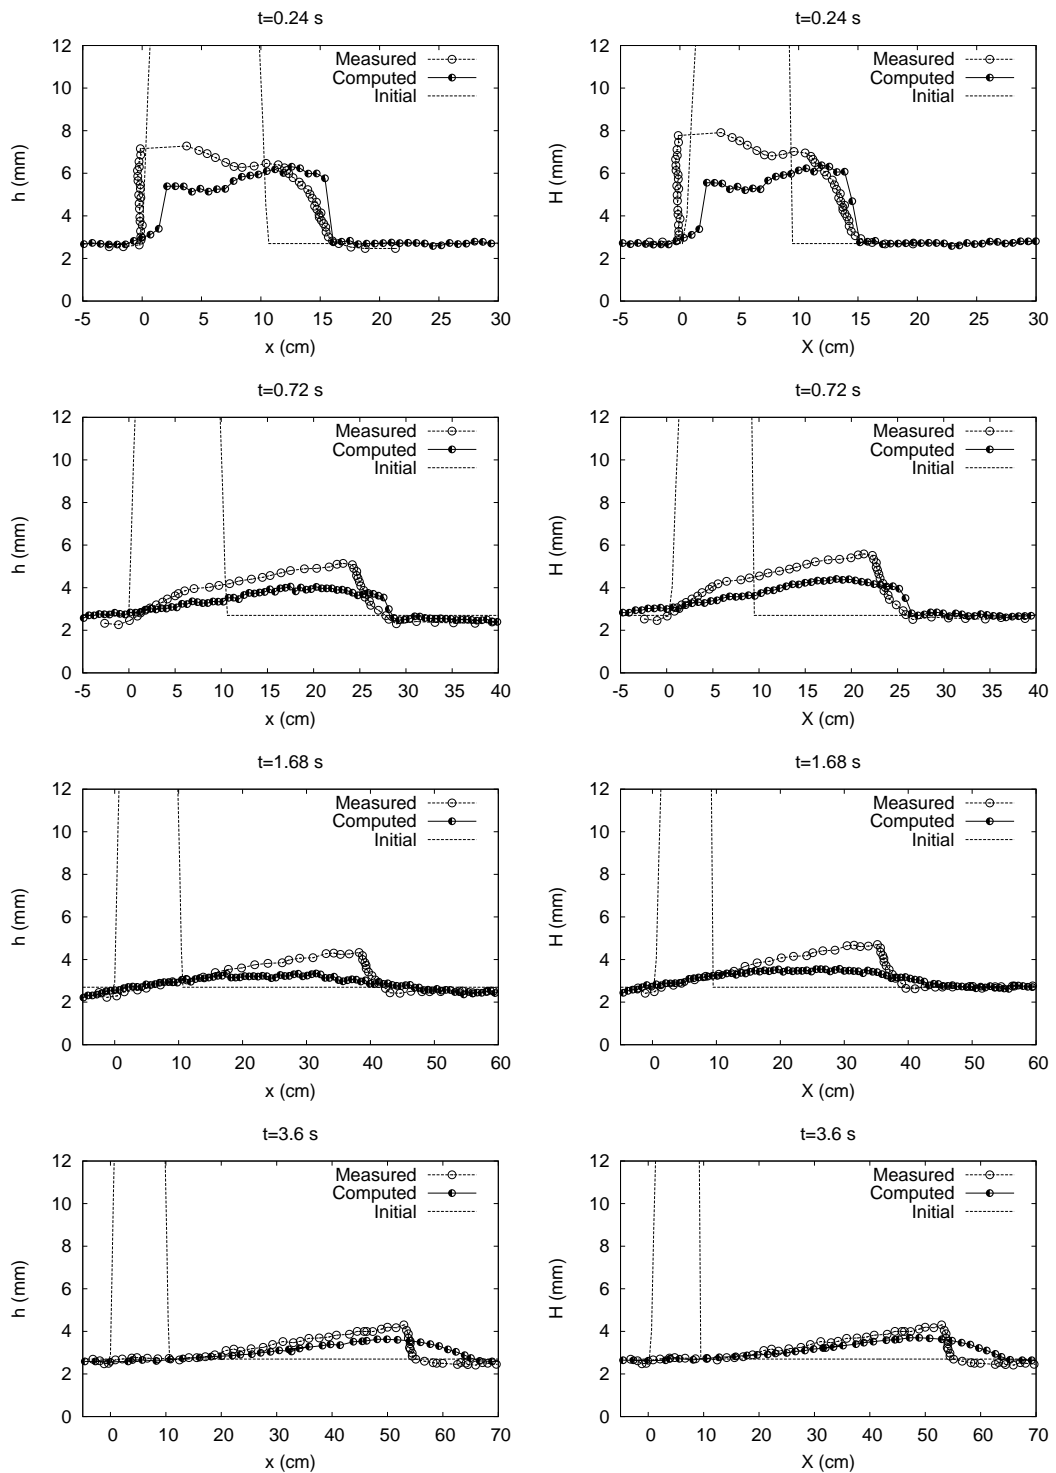 t=0.24 s
12
10
8
6
4
2
0
h (mm)
Measured
Computed
Initial
-5 0 5 10 15 20 25 30
x (cm)
t=0.24 s
12
10
8
6
4
2
0
H (mm)
Measured
Computed
Initial
-5 0 5 10 15 20 25 30
X (cm)
t=0.72 s
12
10
8
6
4
2
0
h (mm)
Measured
Computed
Initial
-5 0 5 10 15 20 25 30 35 40
x (cm)
t=0.72 s
12
10
8
6
4
2
0
H (mm)
Measured
Computed
Initial
-5 0 5 10 15 20 25 30 35 40
X (cm)
t=1.68 s
12
10
8
6
4
2
0
h (mm)
Measured
Computed
Initial
0 10 20 30 40 50 60
x (cm)
t=1.68 s
12
10
8
6
4
2
0
H (mm)
Measured
Computed
Initial
0 10 20 30 40 50 60
X (cm)
t=3.6 s
12
10
8
6
4
2
0
h (mm)
Measured
Computed
Initial
0 10 20 30 40 50 60 70
x (cm)
t=3.6 s
12
10
8
6
4
2
0
H (mm)
Measured
Computed
Initial
0 10 20 30 40 50 60 70
X (cm)